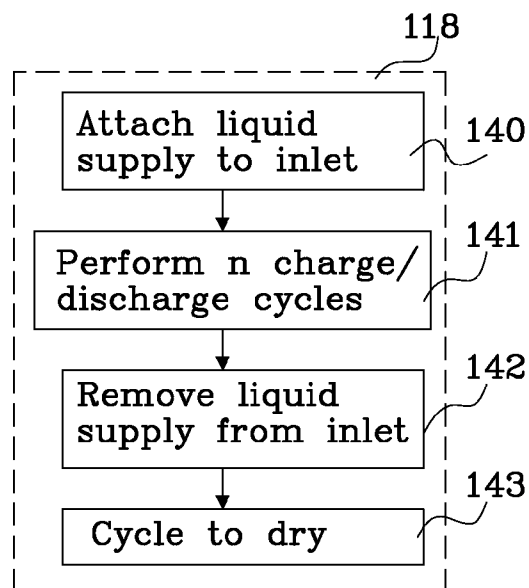 118
Attach liquid
supply to inlet
140
Perform n charge/
discharge cycles
141
Remove liquid
supply from inlet
142
Cycle to dry
143